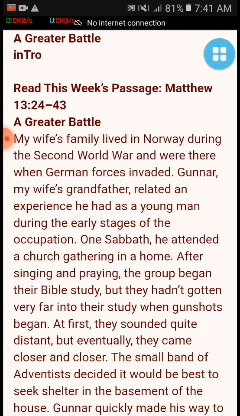 81% 7:41 AM
0KB/s 0KB/s No internet connection
A Greater Battle
inTro
Read This Week's Passage: Matthew
13:24–43
A Greater Battle
My wife's family lived in Norway during
the Second World War and were there
when German forces invaded. Gunnar,
my wife's grandfather, related an
experience he had as a young man
during the early stages of the
occupation. One Sabbath, he attended
a church gathering in a home. After
singing and praying, the group began
their Bible study, but they hadn't gotten
very far into their study when gunshots
began. At first, they sounded quite
distant, but eventually, they came
closer and closer. The small band of
Adventists decided it would be best to
seek shelter in the basement of the
house. Gunnar quickly made his way to